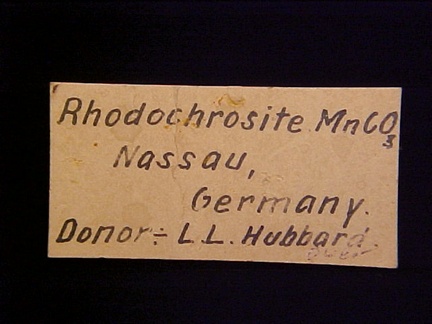 Rhodochrosite MnCO3
Nassau,
Germany.
Donor:- L.L. Hubbard.